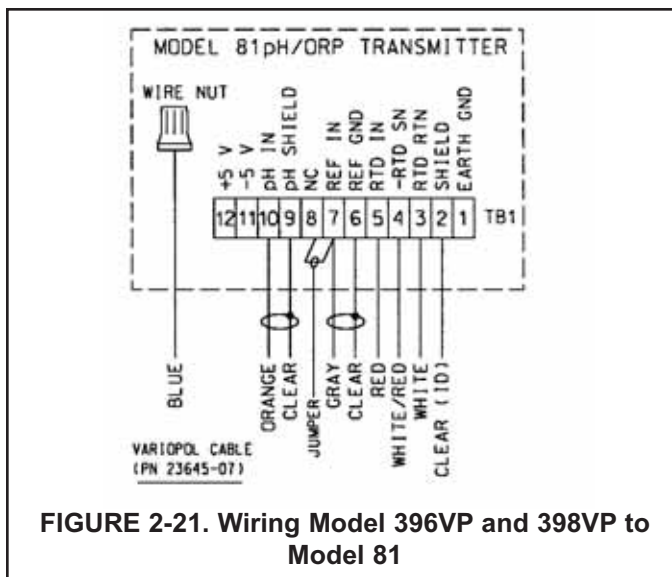 MODEL 81pH/ORP TRANSMITTER
WIRE NUT
+5 V
-5 V
pH IN
pH SHIELD
NC
REF IN
REF GND
RTD IN
-RTD SN
RTD RTN
SHIELD
EARTH GND
12 11 10 9 8 7 6 5 4 3 2 1 TB1
BLUE
ORANGE
CLEAR
JUMPER
GRAY
CLEAR
RED
WHITE/RED
WHITE
CLEAR (ID)
VARIOPOL CABLE
(PN 23645-07)
FIGURE 2-21. Wiring Model 396VP and 398VP to
Model 81